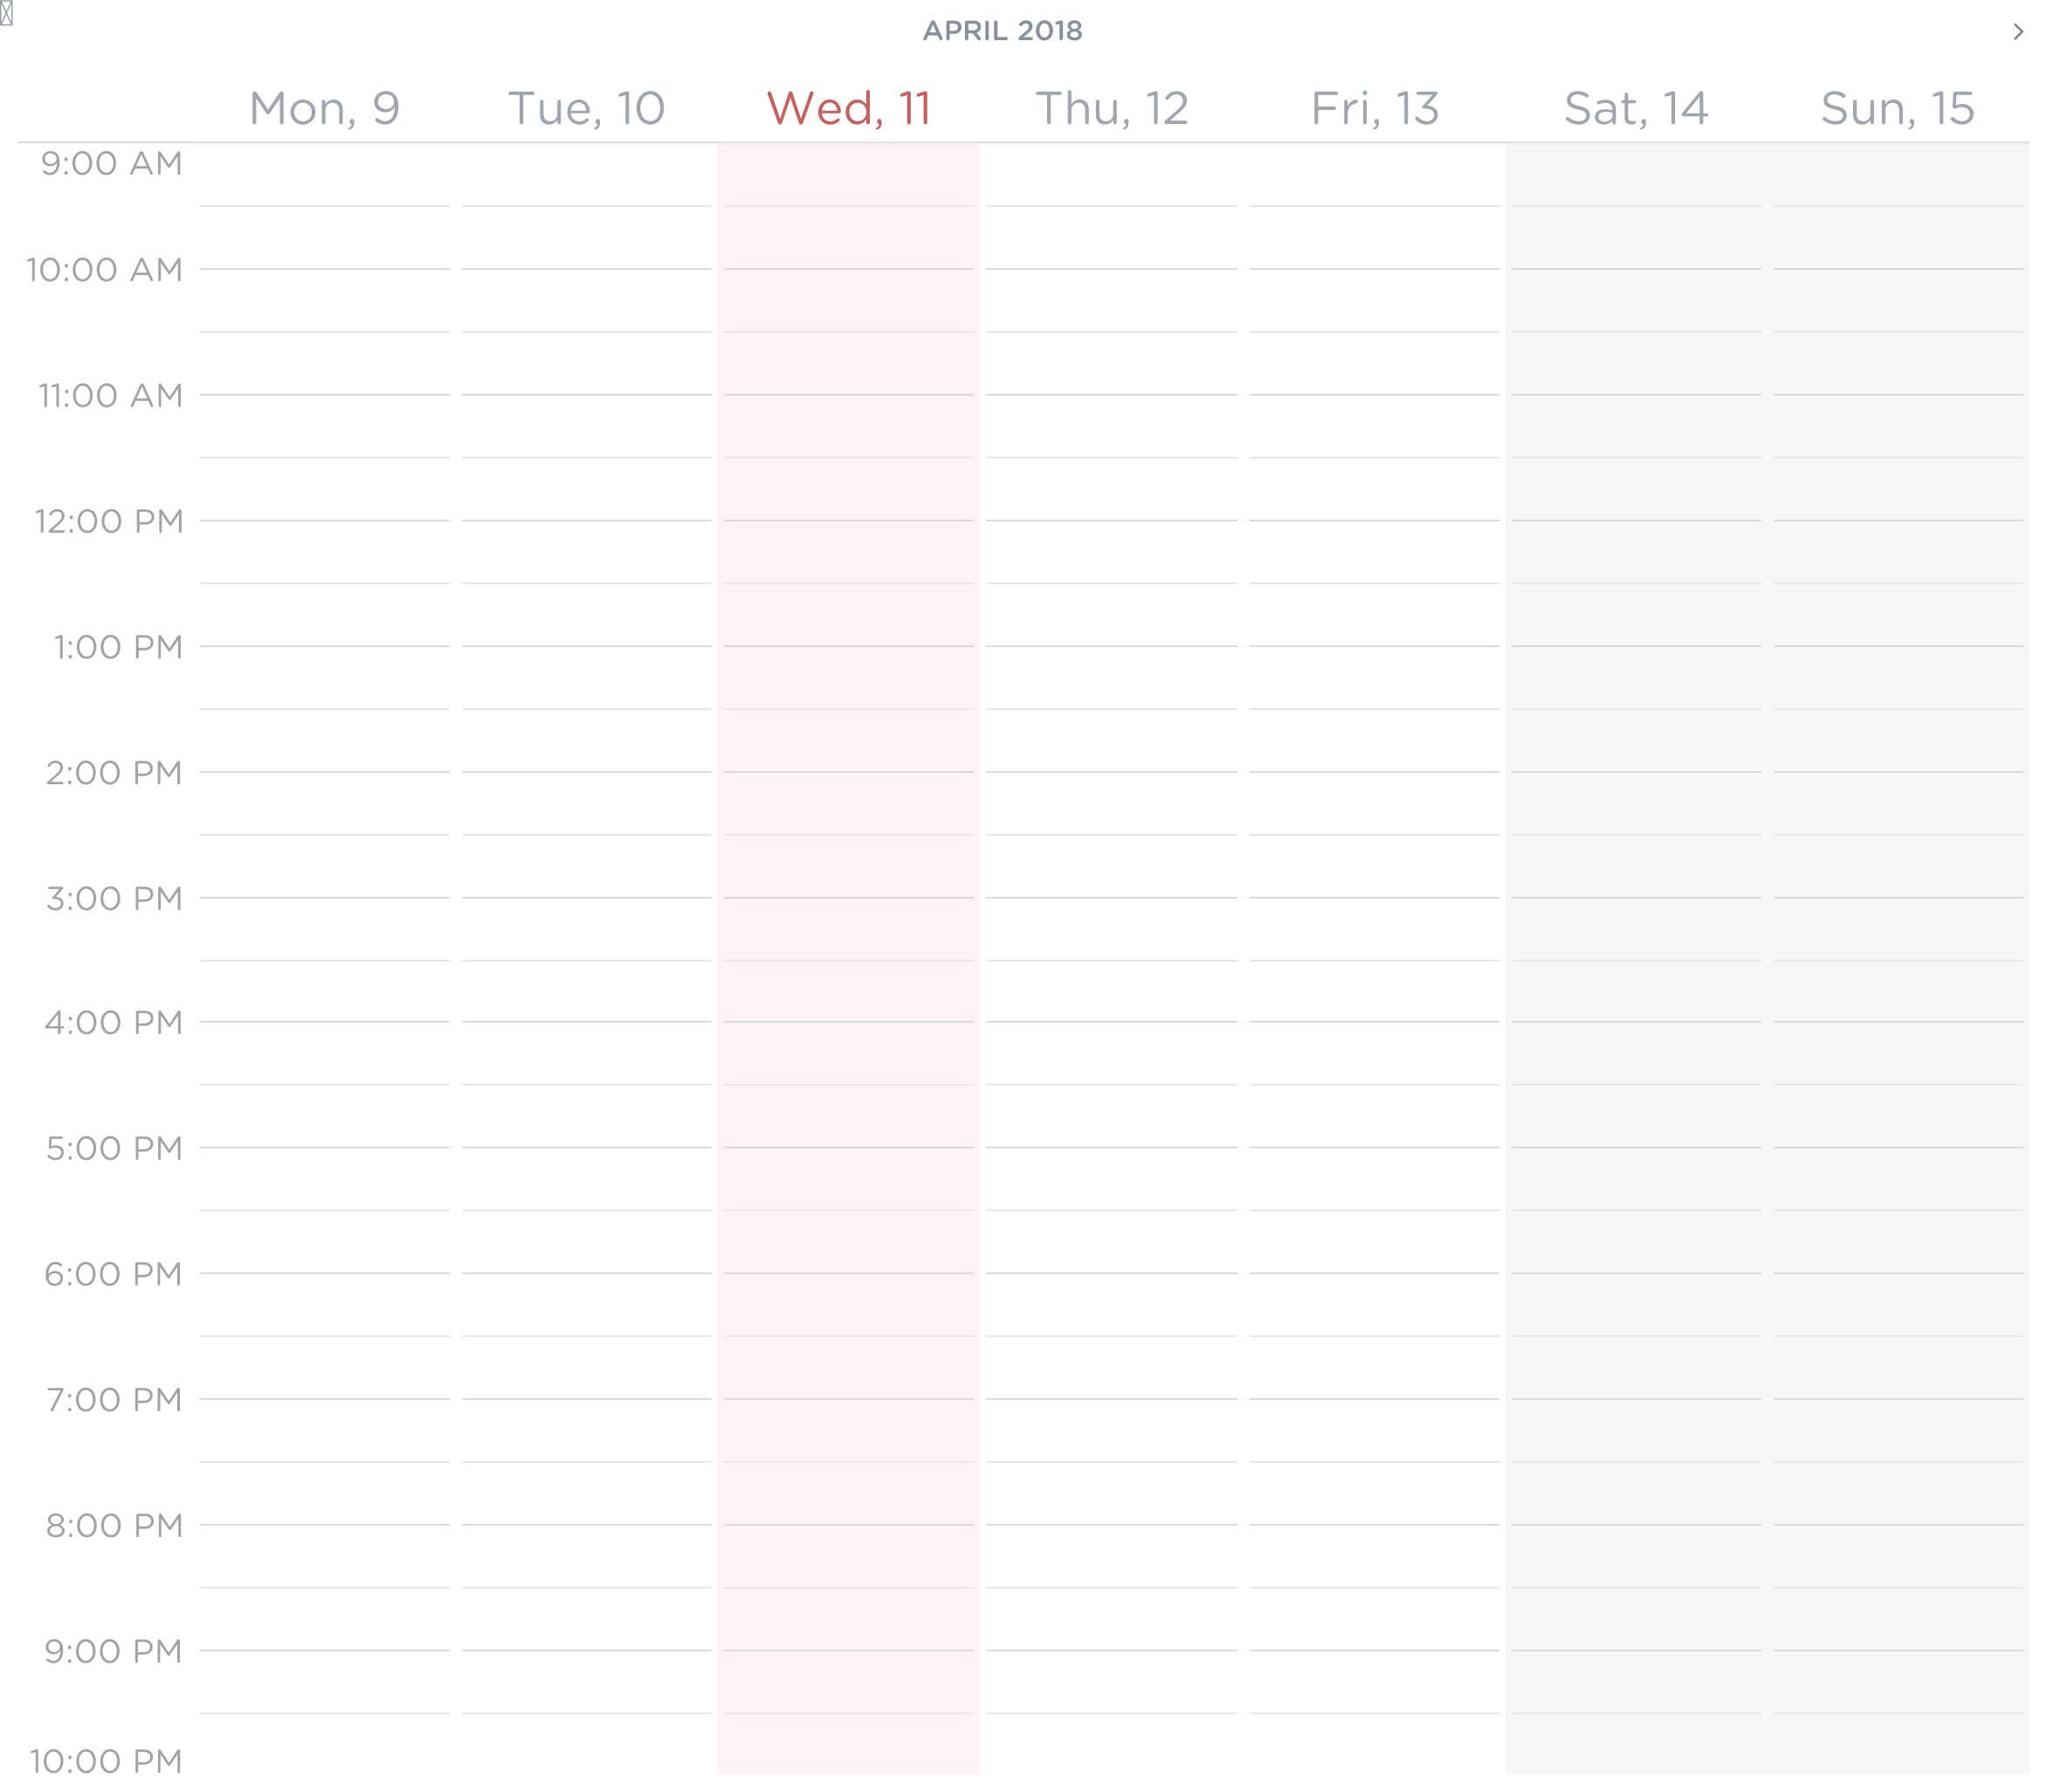 APRIL 2018
Mon, 9 Tue, 10 Wed, 11 Thu, 12 Fri, 13 Sat, 14 Sun, 15
9:00 AM
10:00 AM
11:00 AM
12:00 PM
1:00 PM
2:00 PM
3:00 PM
4:00 PM
5:00 PM
6:00 PM
7:00 PM
8:00 PM
9:00 PM
10:00 PM